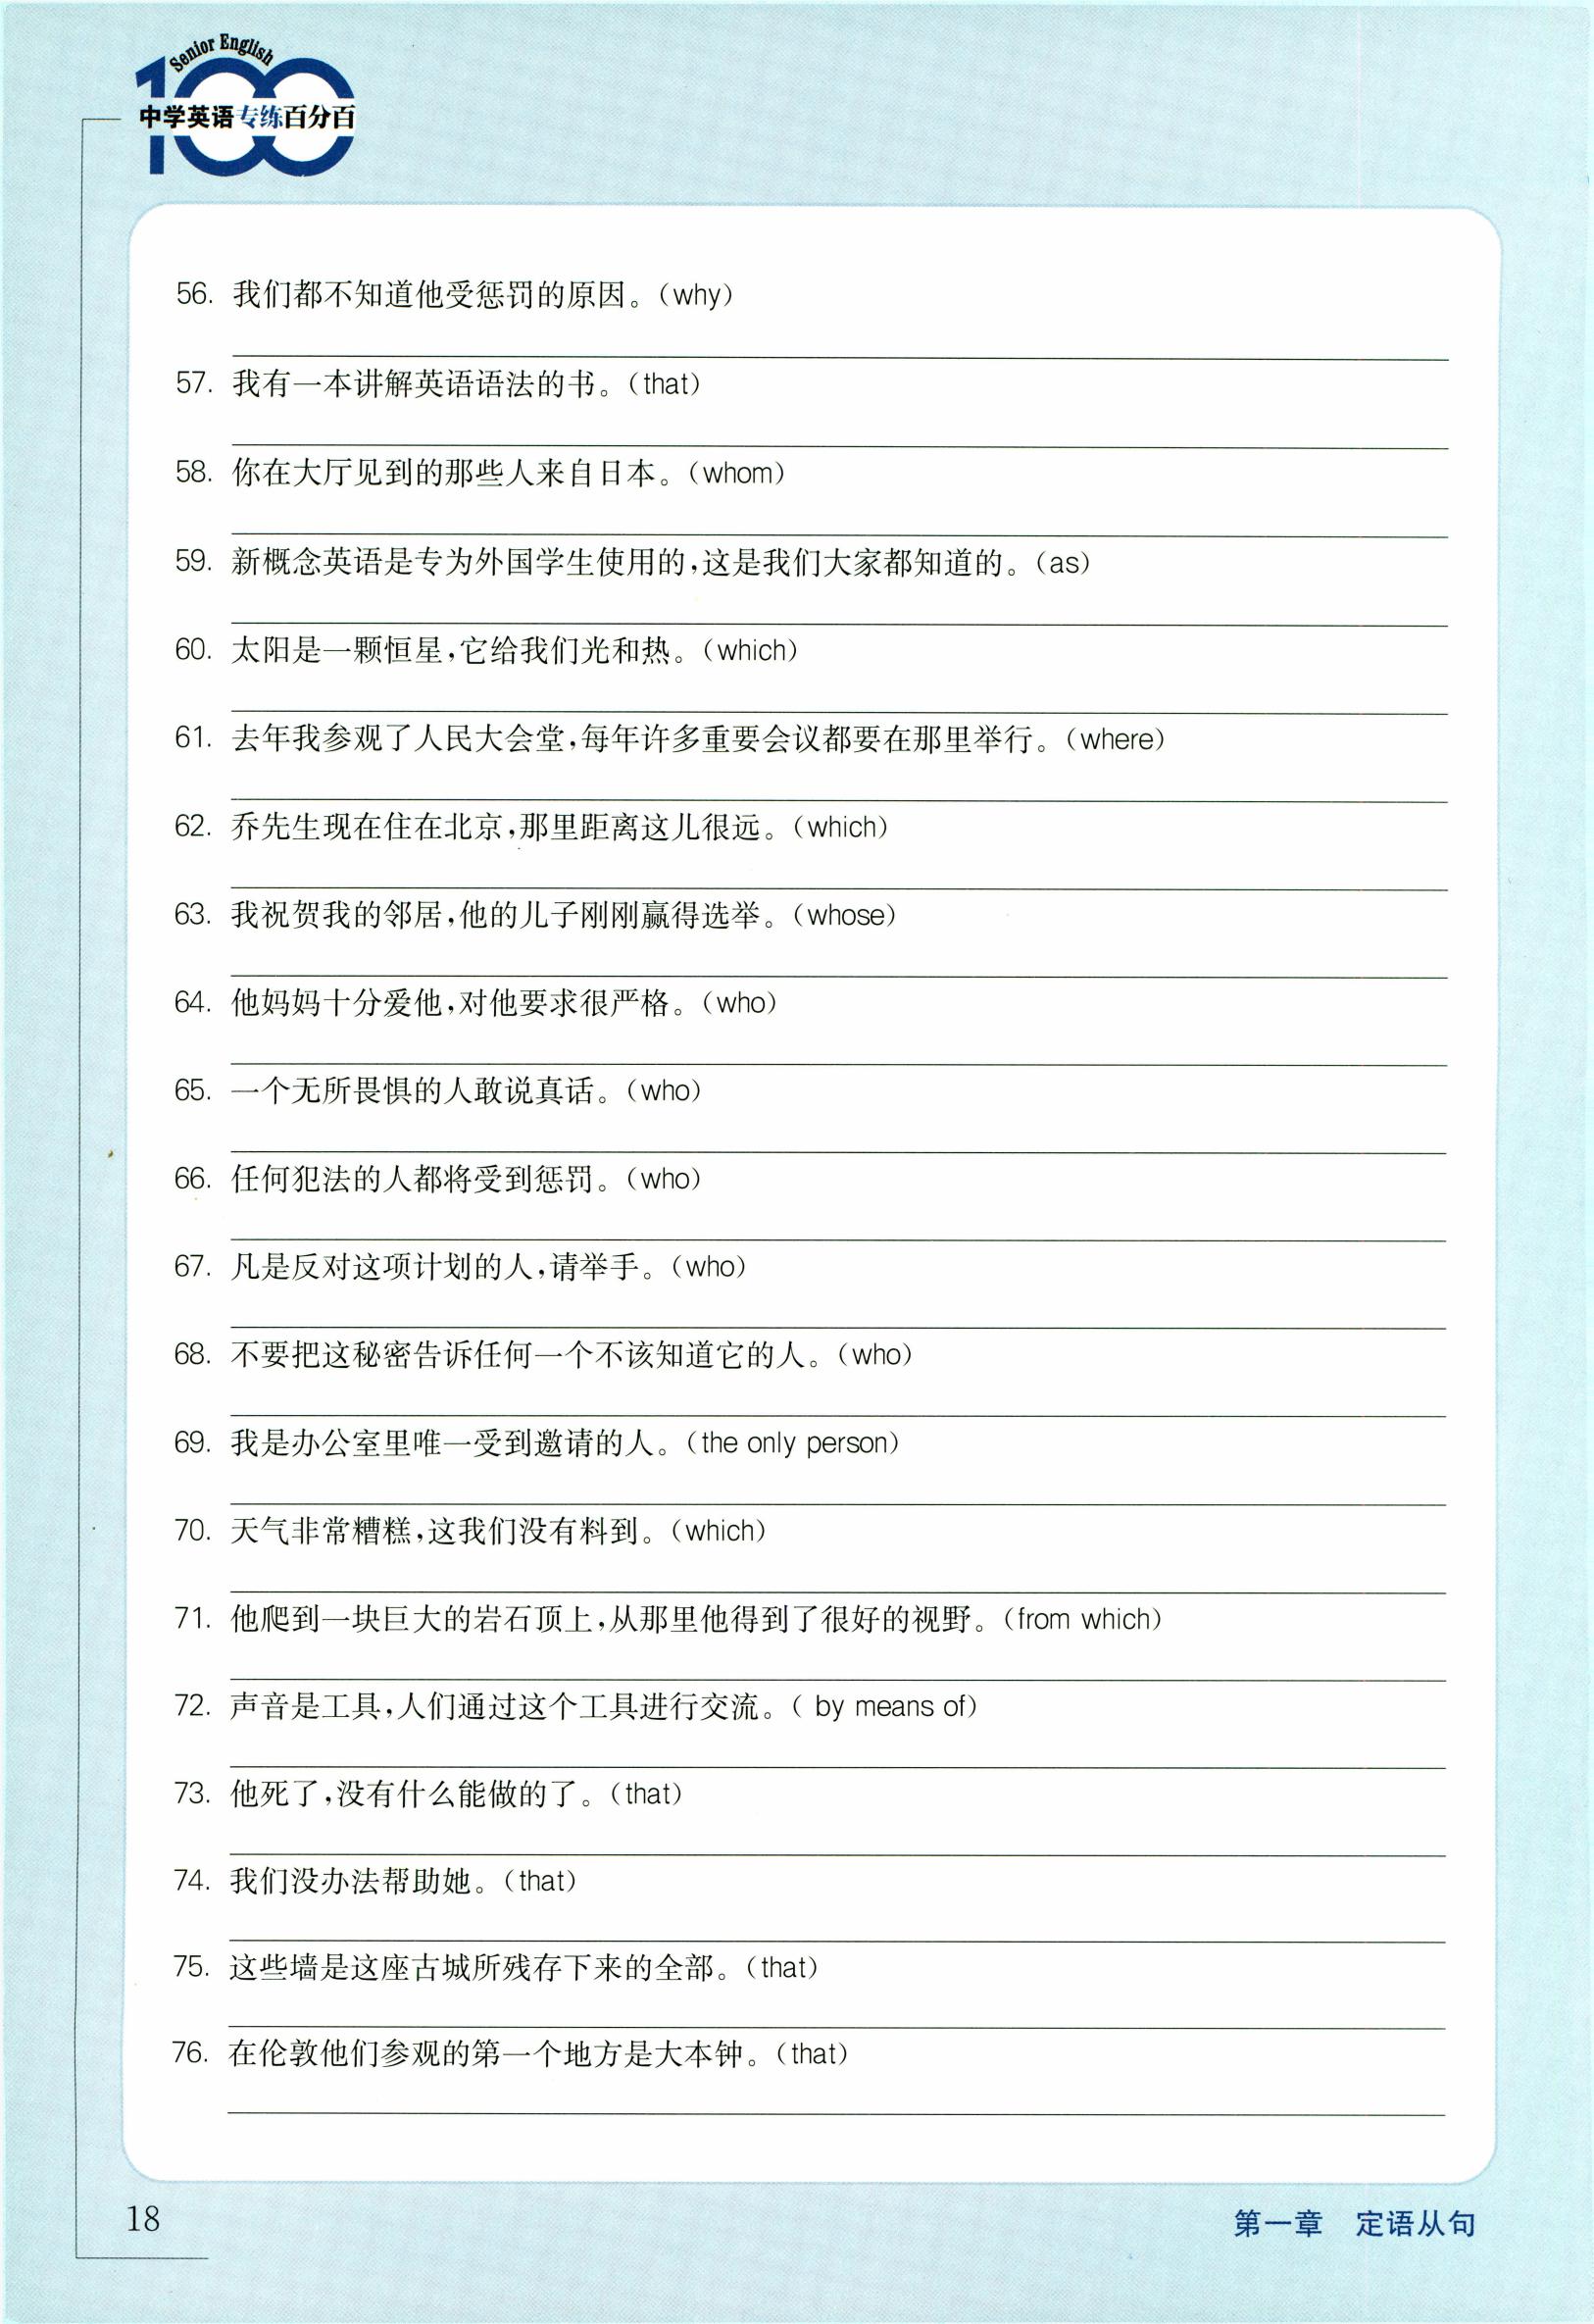 Senior English
100
中学英语专练百分百
56. 我们都不知道他受惩罚的原因。(why)
57. 我有一本讲解英语语法的书。(that)
58. 你在大厅见到的那些人来自日本。(whom)
59. 新概念英语是专为外国学生使用的,这是我们大家都知道的。(as)
60. 太阳是一颗恒星,它给我们光和热。(which)
61. 去年我参观了人民大会堂,每年许多重要会议都要在那里举行。(where)
62. 乔先生现在住在北京,那里距离这儿很远。(which)
63. 我祝贺我的邻居,他的儿子刚刚赢得选举。(whose)
64. 他妈妈十分爱他,对他要求很严格。(who)
65. 一个无所畏惧的人敢说真话。(who)
66. 任何犯法的人都将受到惩罚。(who)
67. 凡是反对这项计划的人,请举手。(who)
68. 不要把这秘密告诉任何一个不该知道它的人。(who)
69. 我是办公室里唯一受到邀请的人。(the only person)
70. 天气非常糟糕,这我们没有料到。(which)
71. 他爬到一块巨大的岩石顶上,从那里他得到了很好的视野。(from which)
72. 声音是工具,人们通过这个工具进行交流。( by means of)
73. 他死了,没有什么能做的了。(that)
74. 我们没办法帮助她。(that)
75. 这些墙是这座古城所残存下来的全部。(that)
76. 在伦敦他们参观的第一个地方是大本钟。(that)
18
第一章 定语从句